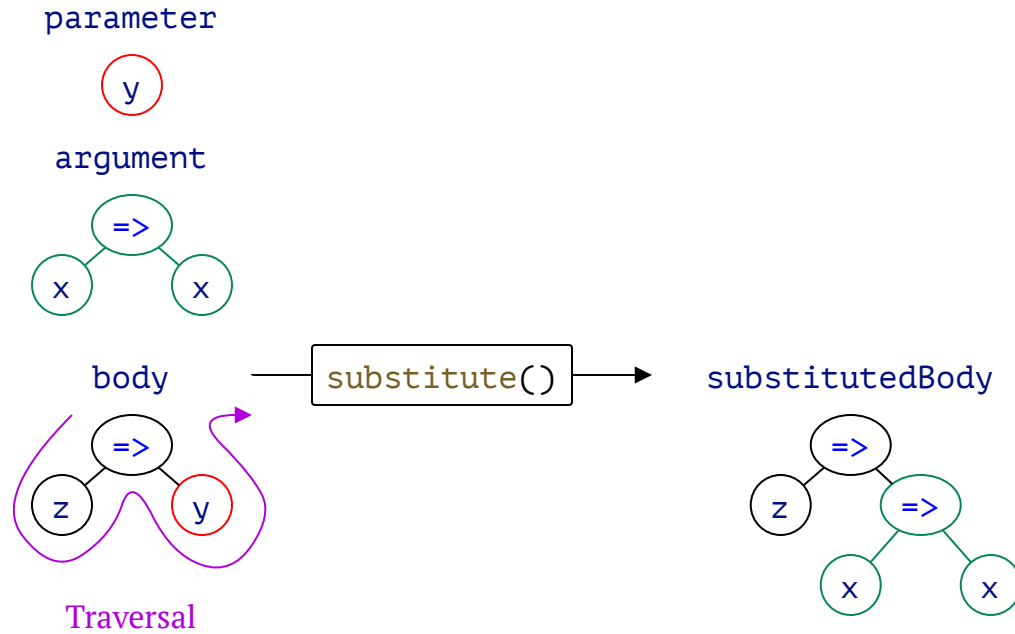 parameter
y
argument
=>
x x
body
substitute()
substitutedBody
=>
z y
=>
z =>
x x
Traversal